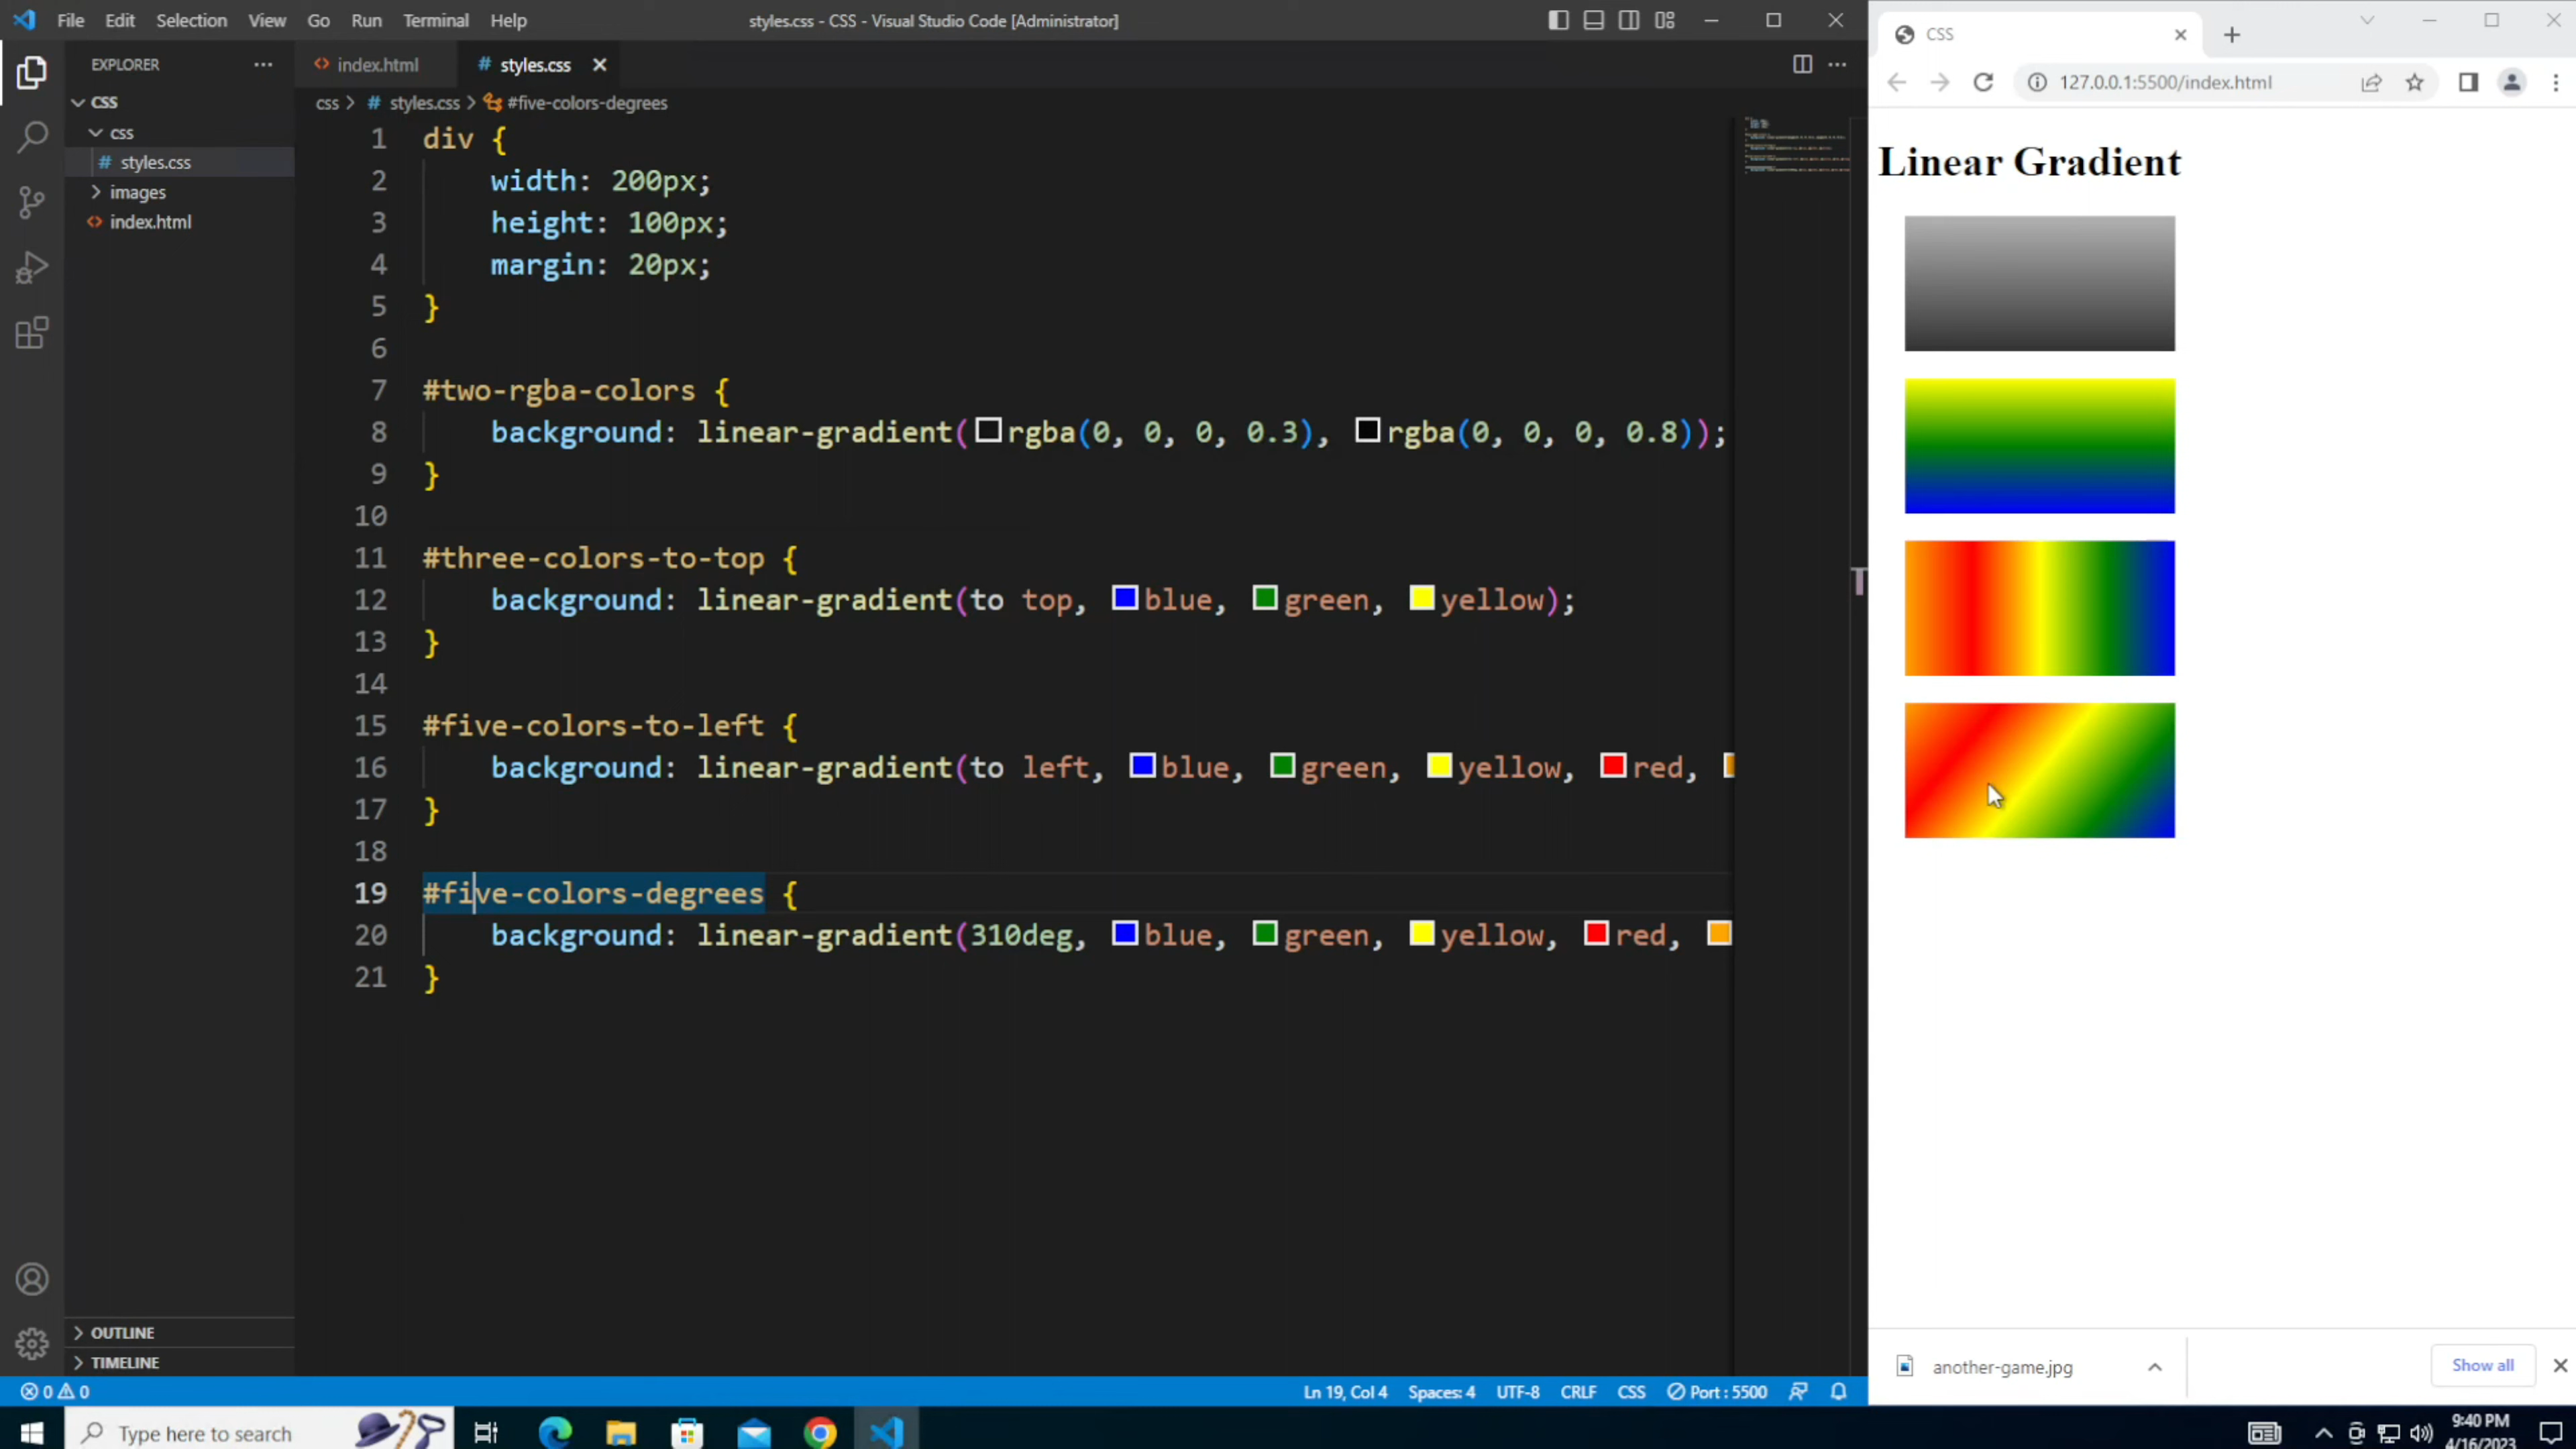 File Edit Selection View Go Run Terminal Help
styles.css - CSS - Visual Studio Code [Administrator]
EXPLORER
CSS
css
# styles.css
images
<> index.html
OUTLINE
TIMELINE
<> index.html
# styles.css
css > # styles.css > #five-colors-degrees
1 div {
2 width: 200px;
3 height: 100px;
4 margin: 20px;
5 }
6
7 #two-rgba-colors {
8 background: linear-gradient(rgba(0, 0, 0, 0.3), rgba(0, 0, 0, 0.8));
9 }
10
11 #three-colors-to-top {
12 background: linear-gradient(to top, blue, green, yellow);
13 }
14
15 #five-colors-to-left {
16 background: linear-gradient(to left, blue, green, yellow, red,
17 }
18
19 #five-colors-degrees {
20 background: linear-gradient(310deg, blue, green, yellow, red,
21 }
0 0
Ln 19, Col 4 Spaces: 4 UTF-8 CRLF CSS Port : 5500
CSS
127.0.0.1:5500/index.html
Linear Gradient
another-game.jpg
Show all
Type here to search
9:40 PM
4/16/2023